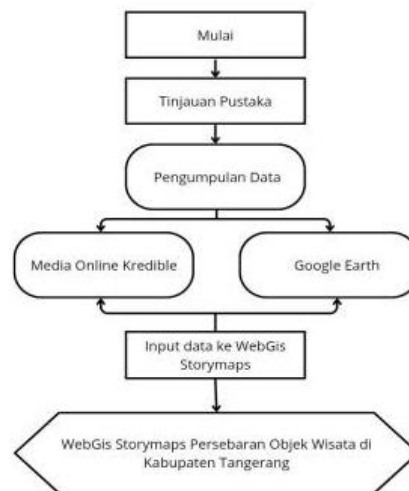 Mulai
Tinjauan Pustaka
Pengumpulan Data
Media Online Kredible
Google Earth
Input data ke WebGis
Storymaps
WebGis Storymaps Persebaran Objek Wisata di
Kabupaten Tangerang